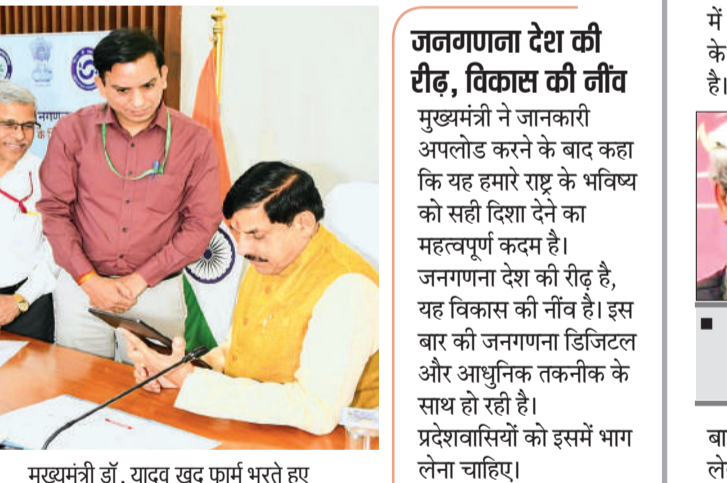 जनगणना देश की
रीढ़, विकास की नींव
मुख्यमंत्री ने जानकारी
अपलोड करने के बाद कहा
कि यह हमारे राष्ट्र के भविष्य
को सही दिशा देने का
महत्वपूर्ण कदम है।
जनगणना देश की रीढ़ है,
यह विकास की नींव है। इस
बार की जनगणना डिजिटल
और आधुनिक तकनीक के
साथ हो रही है।
प्रदेशवासियों को इसमें भाग
लेना चाहिए।
मुख्यमंत्री डॉ. यादव खुद फार्म भरते हुए
में
के
है।